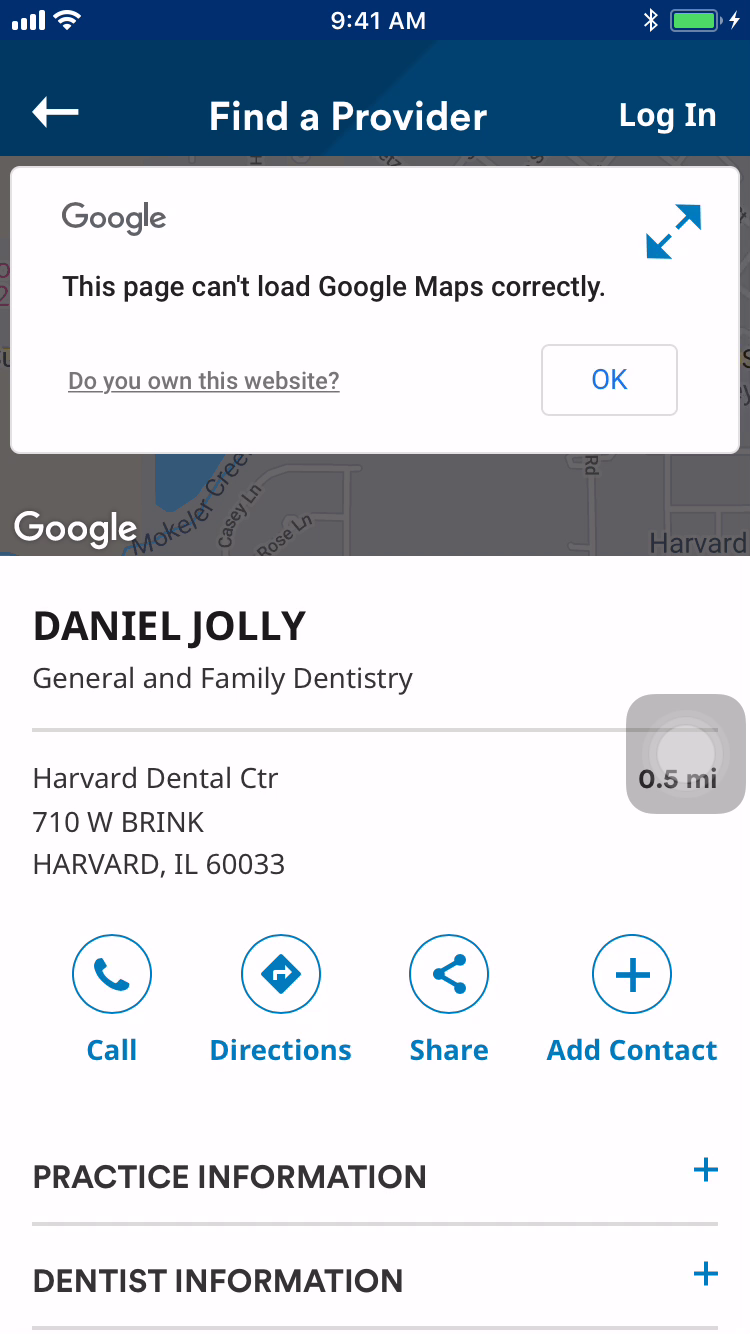 9:41 AM
Find a Provider
Log In
Google
This page can't load Google Maps correctly.
Do you own this website?
OK
Rd
Mokeler Creek
Casey Ln
Rose Ln
Google
Harvard
DANIEL JOLLY
General and Family Dentistry
Harvard Dental Ctr
0.5 mi
710 W BRINK
HARVARD, IL 60033
Call
Directions
Share
Add Contact
PRACTICE INFORMATION
DENTIST INFORMATION